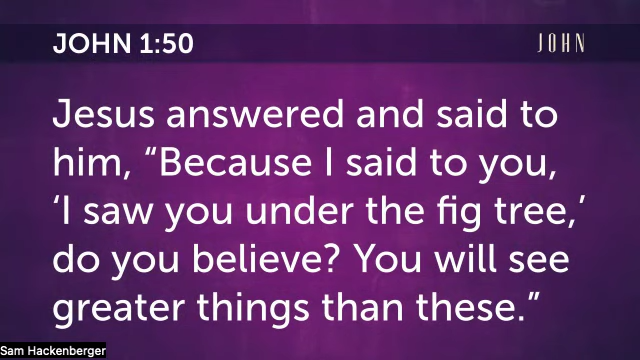 JOHN 1:50
JOHN
Jesus answered and said to
him, “Because I said to you,
‘I saw you under the fig tree,’
do you believe? You will see
greater things than these.”
Sam Hackenberger